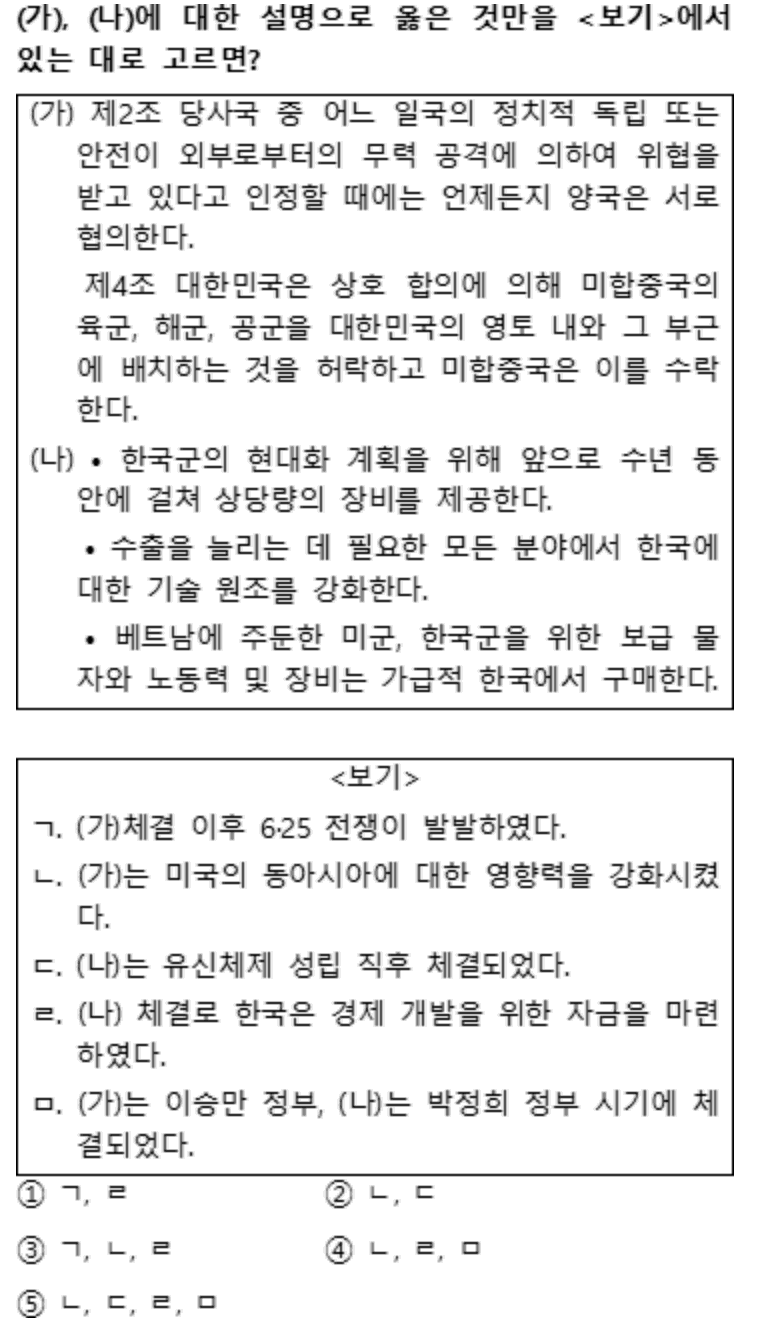 (가), (나)에 대한 설명으로 옳은 것만을 <보기>에서
있는 대로 고르면?
(가) 제2조 당사국 중 어느 일국의 정치적 독립 또는
안전이 외부로부터의 무력 공격에 의하여 위협을
받고 있다고 인정할 때에는 언제든지 양국은 서로
협의한다.
제4조 대한민국은 상호 합의에 의해 미합중국의
육군, 해군, 공군을 대한민국의 영토 내와 그 부근
에 배치하는 것을 허락하고 미합중국은 이를 수락
한다.
(나) • 한국군의 현대화 계획을 위해 앞으로 수년 동
안에 걸쳐 상당량의 장비를 제공한다.
• 수출을 늘리는 데 필요한 모든 분야에서 한국에
대한 기술 원조를 강화한다.
• 베트남에 주둔한 미군, 한국군을 위한 보급 물
자와 노동력 및 장비는 가급적 한국에서 구매한다.
<보기>
ㄱ. (가)체결 이후 6·25 전쟁이 발발하였다.
ㄴ. (가)는 미국의 동아시아에 대한 영향력을 강화시켰
다.
ㄷ. (나)는 유신체제 성립 직후 체결되었다.
ㄹ. (나) 체결로 한국은 경제 개발을 위한 자금을 마련
하였다.
ㅁ. (가)는 이승만 정부, (나)는 박정희 정부 시기에 체
결되었다.
① ㄱ, ㄹ ② ㄴ, ㄷ
③ ㄱ, ㄴ, ㄹ ④ ㄴ, ㄹ, ㅁ
⑤ ㄴ, ㄷ, ㄹ, ㅁ